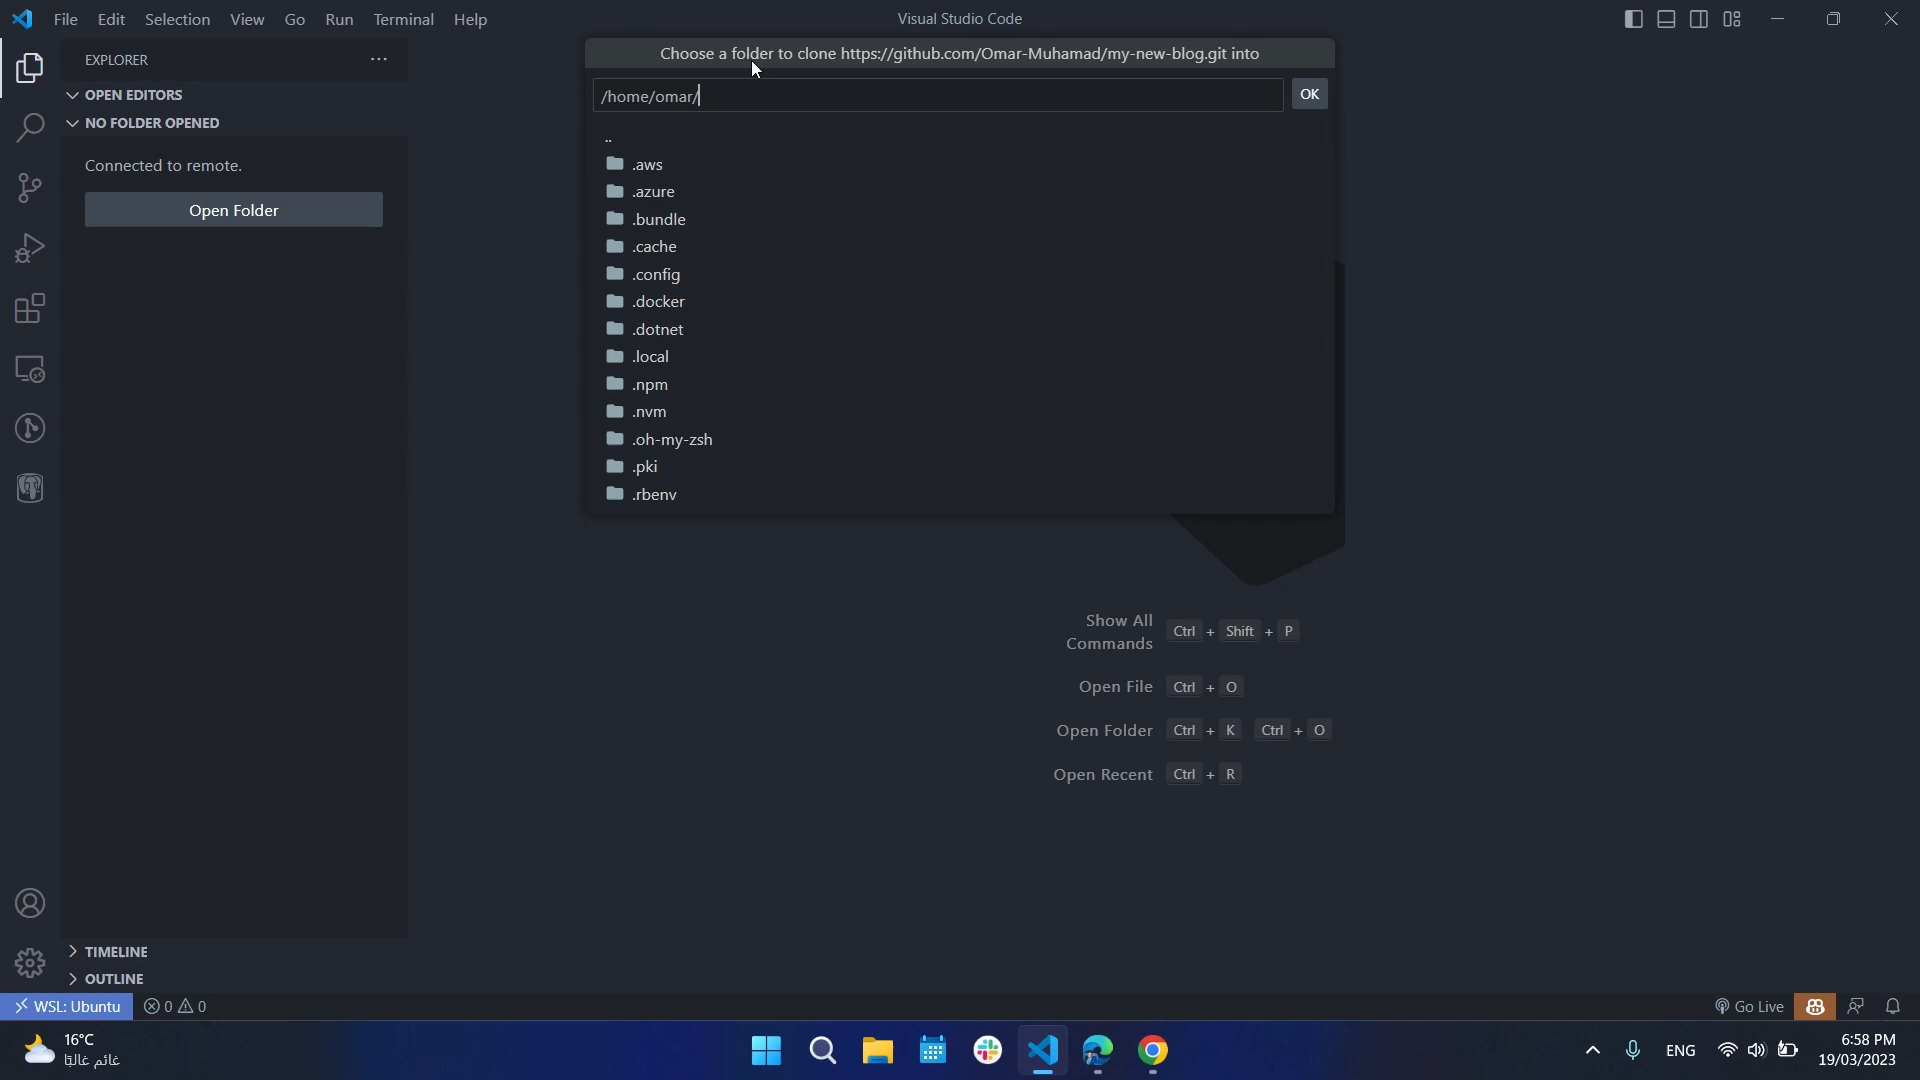 File Edit Selection View Go Run Terminal Help
Visual Studio Code
EXPLORER
OPEN EDITORS
NO FOLDER OPENED
Connected to remote.
Open Folder
Choose a folder to clone https://github.com/Omar-Muhamad/my-new-blog.git into
/home/omar/
OK
..
.aws
.azure
.bundle
.cache
.config
.docker
.dotnet
.local
.npm
.nvm
.oh-my-zsh
.pki
.rbenv
Show All Commands Ctrl + Shift + P
Open File Ctrl + O
Open Folder Ctrl + K Ctrl + O
Open Recent Ctrl + R
TIMELINE
OUTLINE
WSL: Ubuntu 0 0
Go Live
16°C
غائم غالبًا
ENG
6:58 PM
19/03/2023